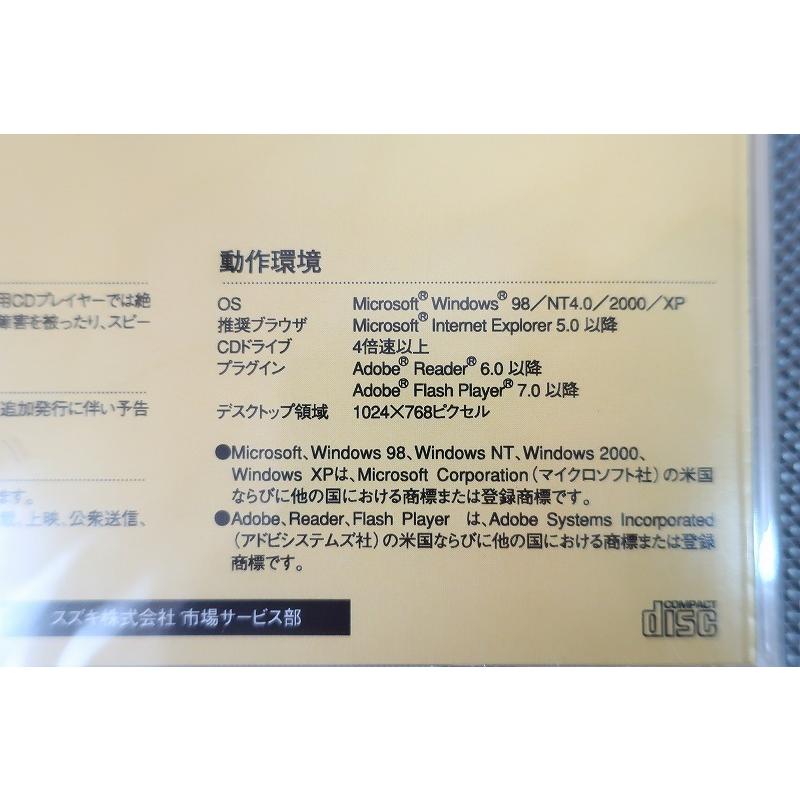 用CDプレイヤーでは絶
障害を被ったり、スピー
追加発行に伴い予告
ます。
載、上映、公衆送信、
動作環境
OS Microsoft® Windows® 98／NT4.0／2000／XP
推奨ブラウザ Microsoft® Internet Explorer 5.0 以降
CDドライブ 4倍速以上
プラグイン Adobe® Reader® 6.0 以降
Adobe® Flash Player® 7.0 以降
デスクトップ領域 1024×768ピクセル
●Microsoft、Windows 98、Windows NT、Windows 2000、
Windows XPは、Microsoft Corporation（マイクロソフト社）の米国
ならびに他の国における商標または登録商標です。
●Adobe、Reader、Flash Player は、Adobe Systems Incorporated
（アドビシステムズ社）の米国ならびに他の国における商標または登録
商標です。
スズキ株式会社 市場サービス部
COMPACT
disc